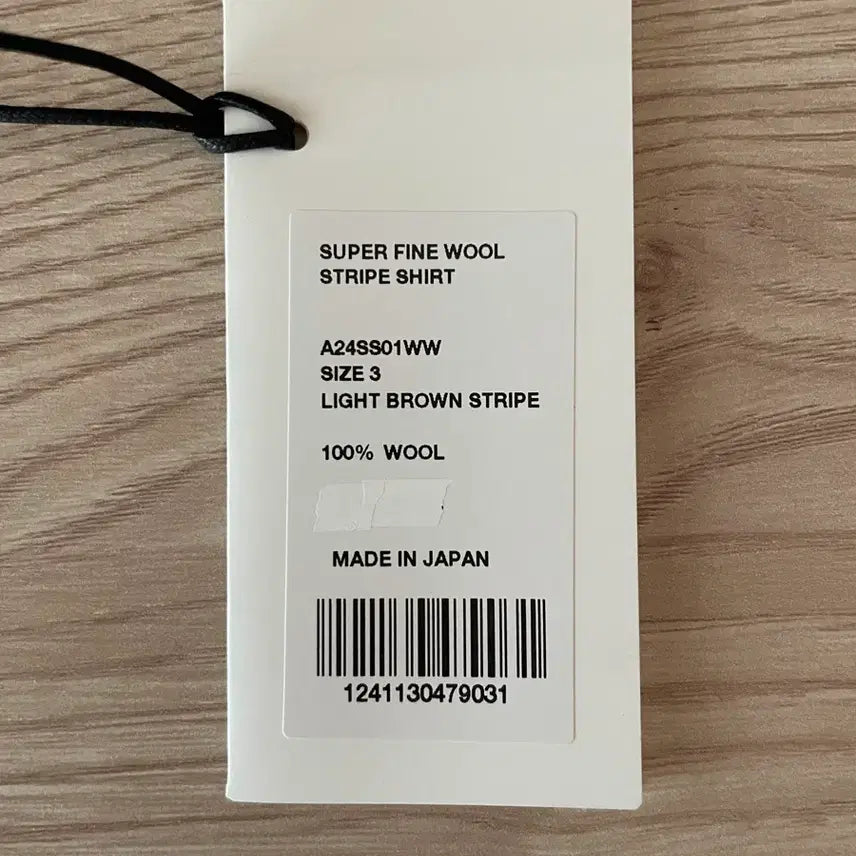 SUPER FINE WOOL
STRIPE SHIRT
A24SS01WW
SIZE 3
LIGHT BROWN STRIPE
100% WOOL
MADE IN JAPAN
1241130479031